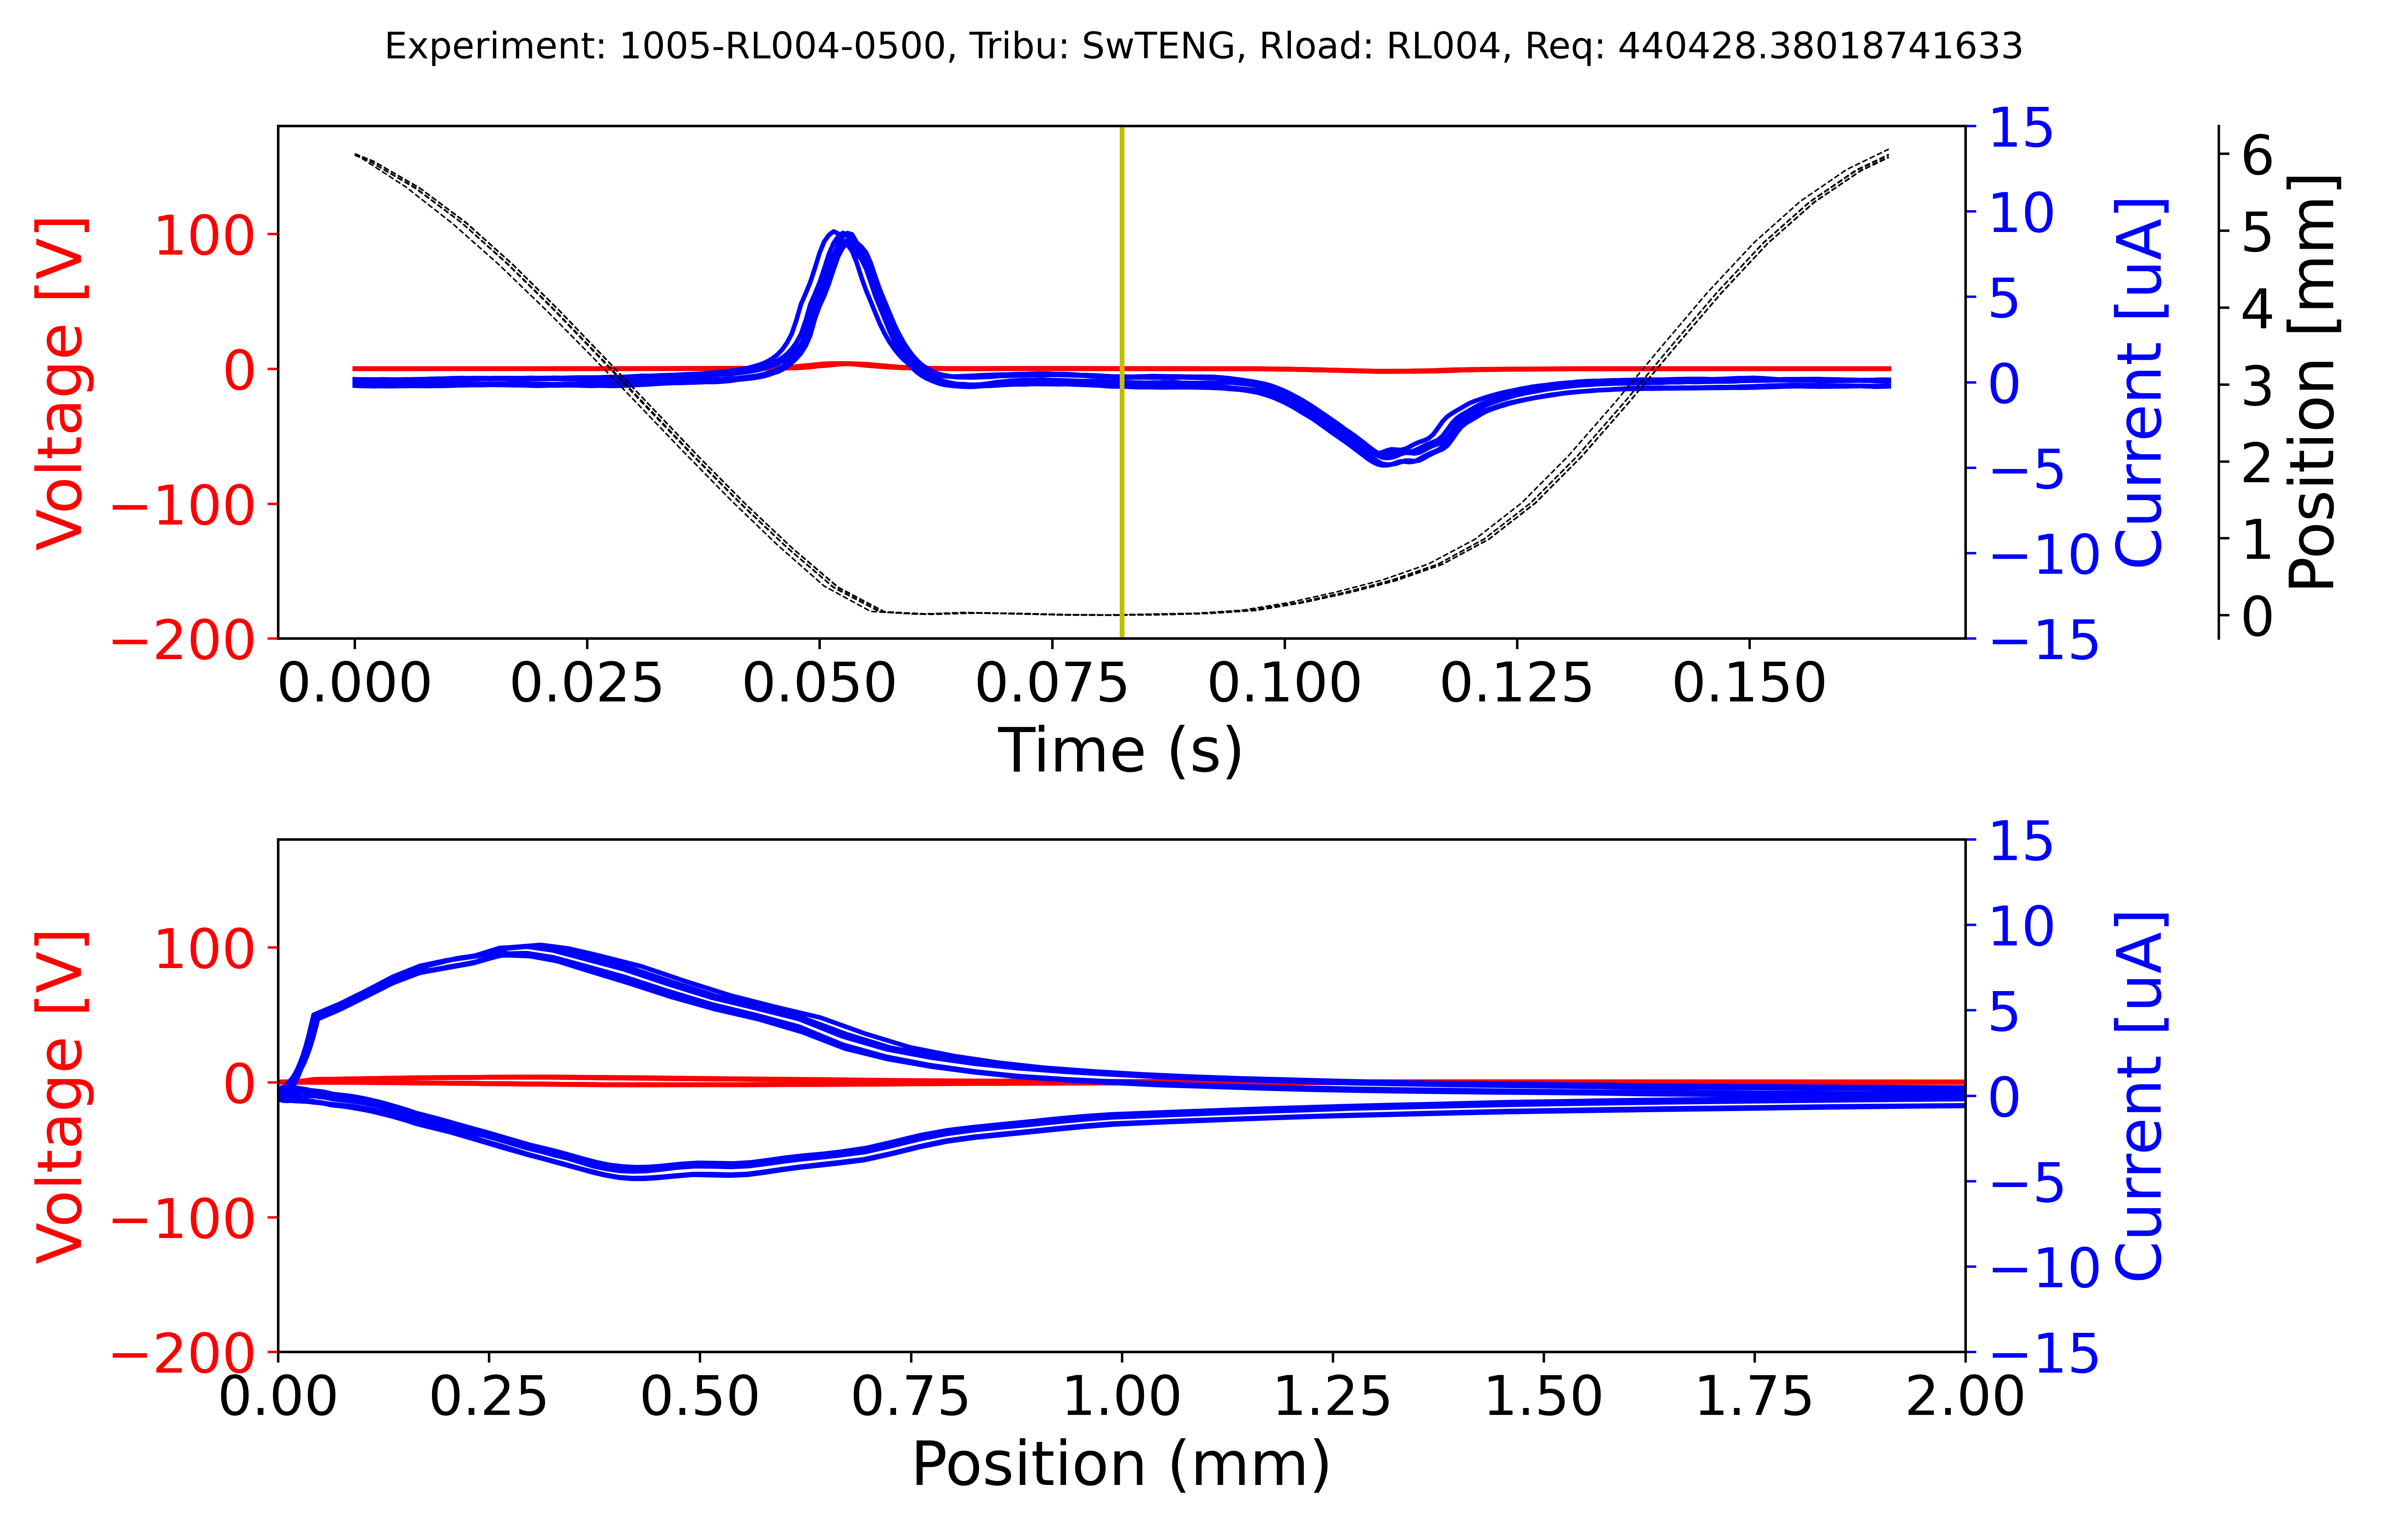 Experiment: 1005-RL004-0500, Tribu: SwTENG, Rload: RL004, Req: 440428.38018741633
Voltage [V]
100
0
−100
−200
15
10
5
0
−5
−10
−15
Current [uA]
6
5
4
3
2
1
0
Position [mm]
0.000 0.025 0.050 0.075 0.100 0.125 0.150
Time (s)
Voltage [V]
100
0
−100
−200
15
10
5
0
−5
−10
−15
Current [uA]
0.00 0.25 0.50 0.75 1.00 1.25 1.50 1.75 2.00
Position (mm)